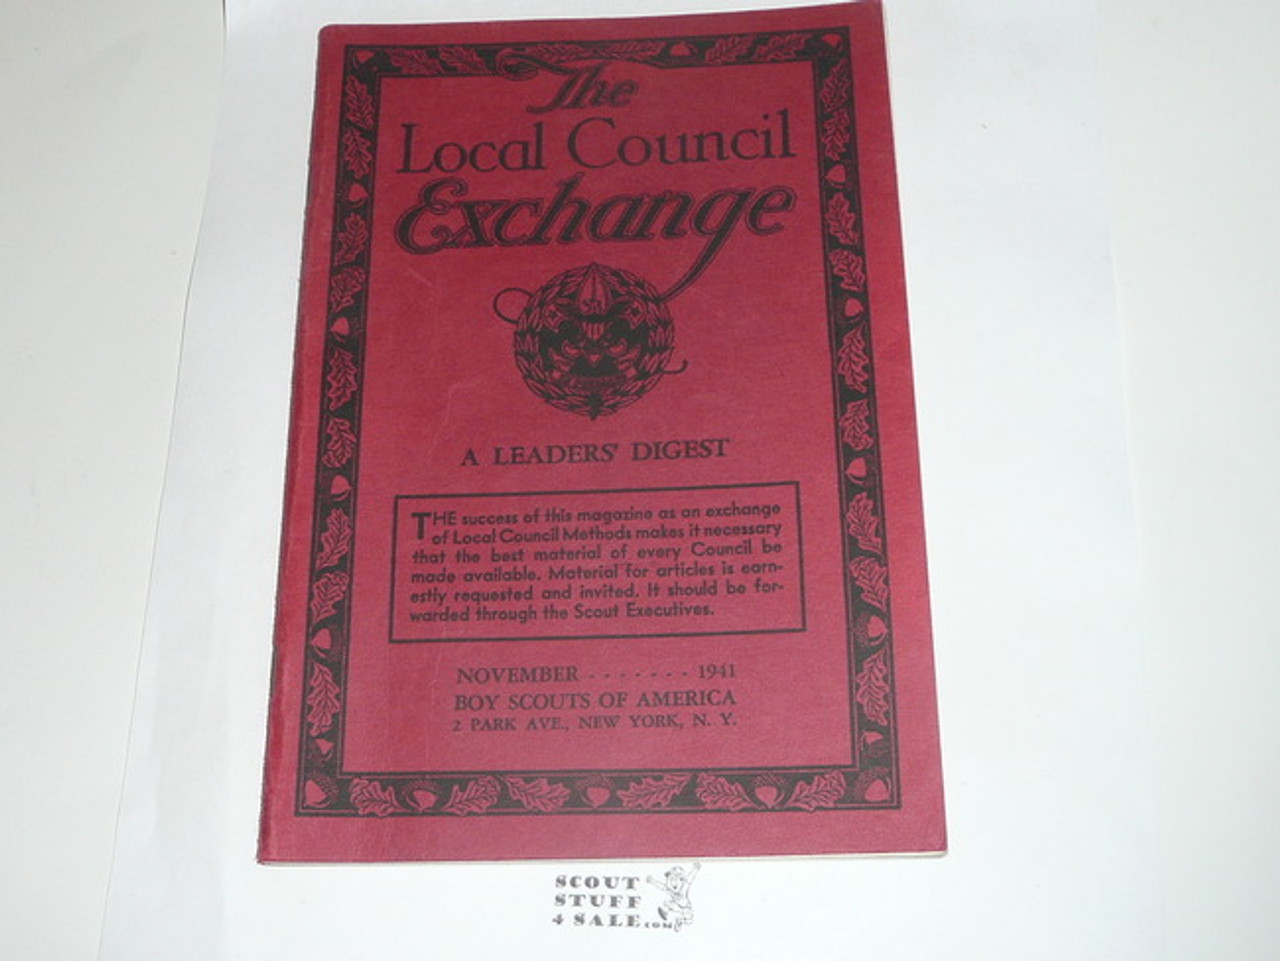 The
Local Council
Exchange
A LEADERS' DIGEST
THE success of this magazine as an exchange
of Local Council Methods makes it necessary
that the best material of every Council be
made available. Material for articles is earn-
estly requested and invited. It should be for-
warded through the Scout Executives.
NOVEMBER - - - - - - - 1941
BOY SCOUTS OF AMERICA
2 PARK AVE., NEW YORK, N. Y.
SCOUT
STUFF
4 SALE.COM